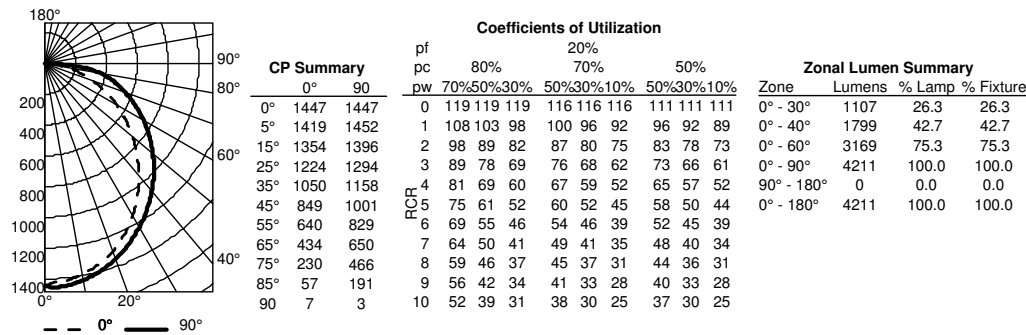 180°
90°
80°
60°
40°
20°
0°
200
400
600
800
1000
1200
1400
0° 90°
CP Summary
0° 90
0° 1447 1447
5° 1419 1452
15° 1354 1396
25° 1224 1294
35° 1050 1158
45° 849 1001
55° 640 829
65° 434 650
75° 230 466
85° 57 191
90 7 3
Coefficients of Utilization
pf 20%
pc 80% 70% 50%
pw 70%50%30% 50%30%10% 50%30%10%
RCR
0 119 119 119 116 116 116 111 111 111
1 108 103 98 100 96 92 96 92 89
2 98 89 82 87 80 75 83 78 73
3 89 78 69 76 68 62 73 66 61
4 81 69 60 67 59 52 65 57 52
5 75 61 52 60 52 45 58 50 44
6 69 55 46 54 46 39 52 45 39
7 64 50 41 49 41 35 48 40 34
8 59 46 37 45 37 31 44 36 31
9 56 42 34 41 33 28 40 33 28
10 52 39 31 38 30 25 37 30 25
Zonal Lumen Summary
Zone Lumens % Lamp % Fixture
0° - 30° 1107 26.3 26.3
0° - 40° 1799 42.7 42.7
0° - 60° 3169 75.3 75.3
0° - 90° 4211 100.0 100.0
90° - 180° 0 0.0 0.0
0° - 180° 4211 100.0 100.0